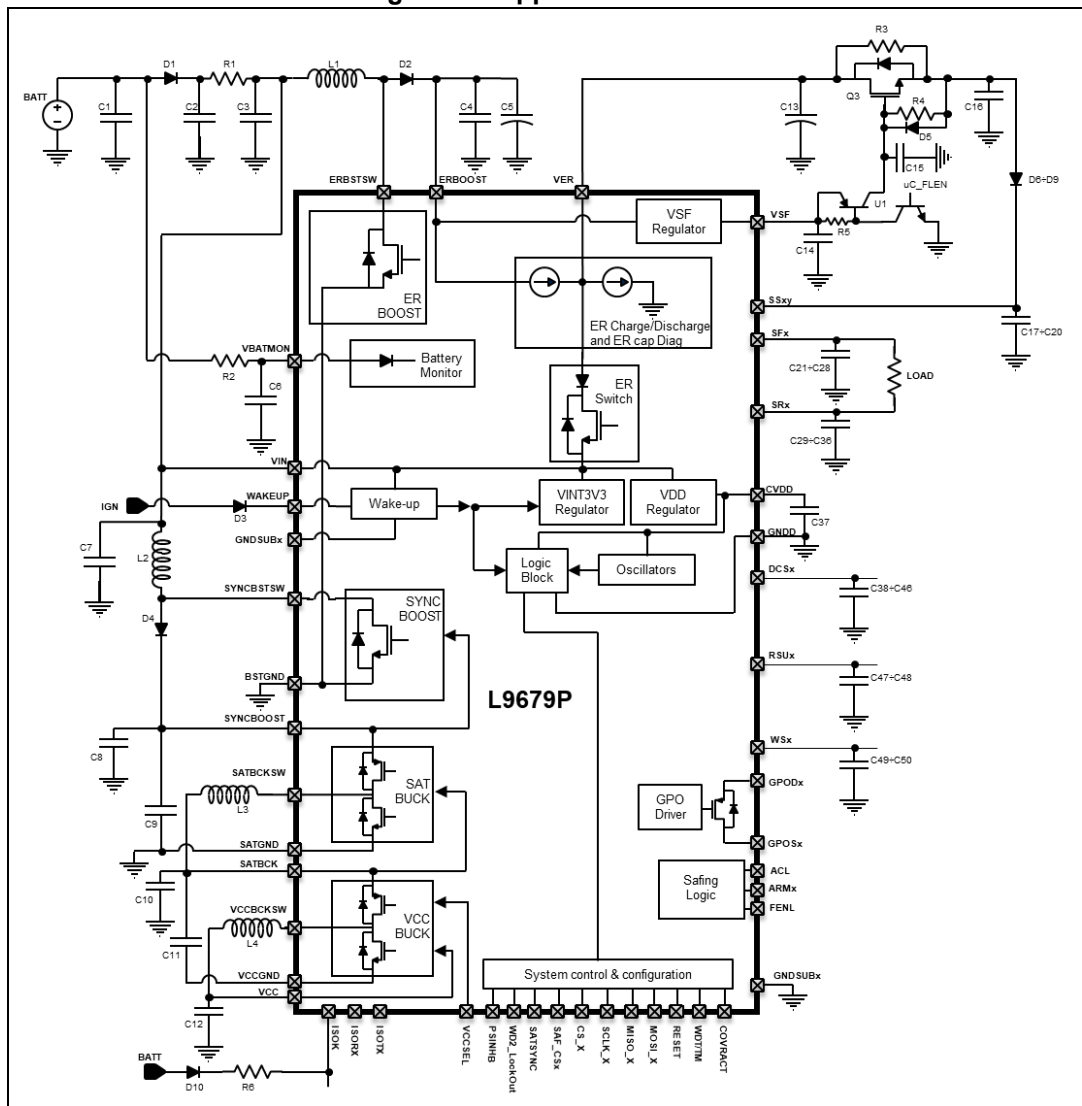 BATT
D1
R1
L1
D2
C1
C2
C3
C4
C5
C13
R3
Q3
R4
D5
C16
C15
uC_FLEN
D6÷D9
U1
R5
C14
ERBSTSW
ERBOOST
VER
VSF
Regulator
VSF
ER
BOOST
ER Charge/Discharge
and ER cap Diag
SSxy
C17÷C20
SFx
C21÷C28
LOAD
SRx
C29÷C36
VBATMON
R2
C6
Battery
Monitor
ER
Switch
VIN
IGN
WAKEUP
D3
Wake-up
GNDSUBx
VINT3V3
Regulator
VDD
Regulator
CVDD
C37
GNDD
C7
L2
Logic
Block
Oscillators
DCSx
C38÷C46
SYNCBSTSW
D4
SYNC
BOOST
RSUx
C47÷C48
BSTGND
L9679P
SYNCBOOST
C8
WSx
C49÷C50
SATBCKSW
L3
SAT
BUCK
GPODx
GPO
Driver
C9
SATGND
GPOSx
SATBCK
C10
Safing
Logic
ACL
ARMx
FENL
VCCBCKSW
L4
VCC
BUCK
C11
VCCGND
VCC
System control & configuration
GNDSUBx
C12
ISOK
ISORX
ISOTX
VCCSEL
PSINHB
WD2_LockOut
SATSYNC
SAF_CSx
CS_X
SCLK_X
MISO_X
MOSI_X
RESET
WDT/TM
COVRACT
BATT
D10
R6